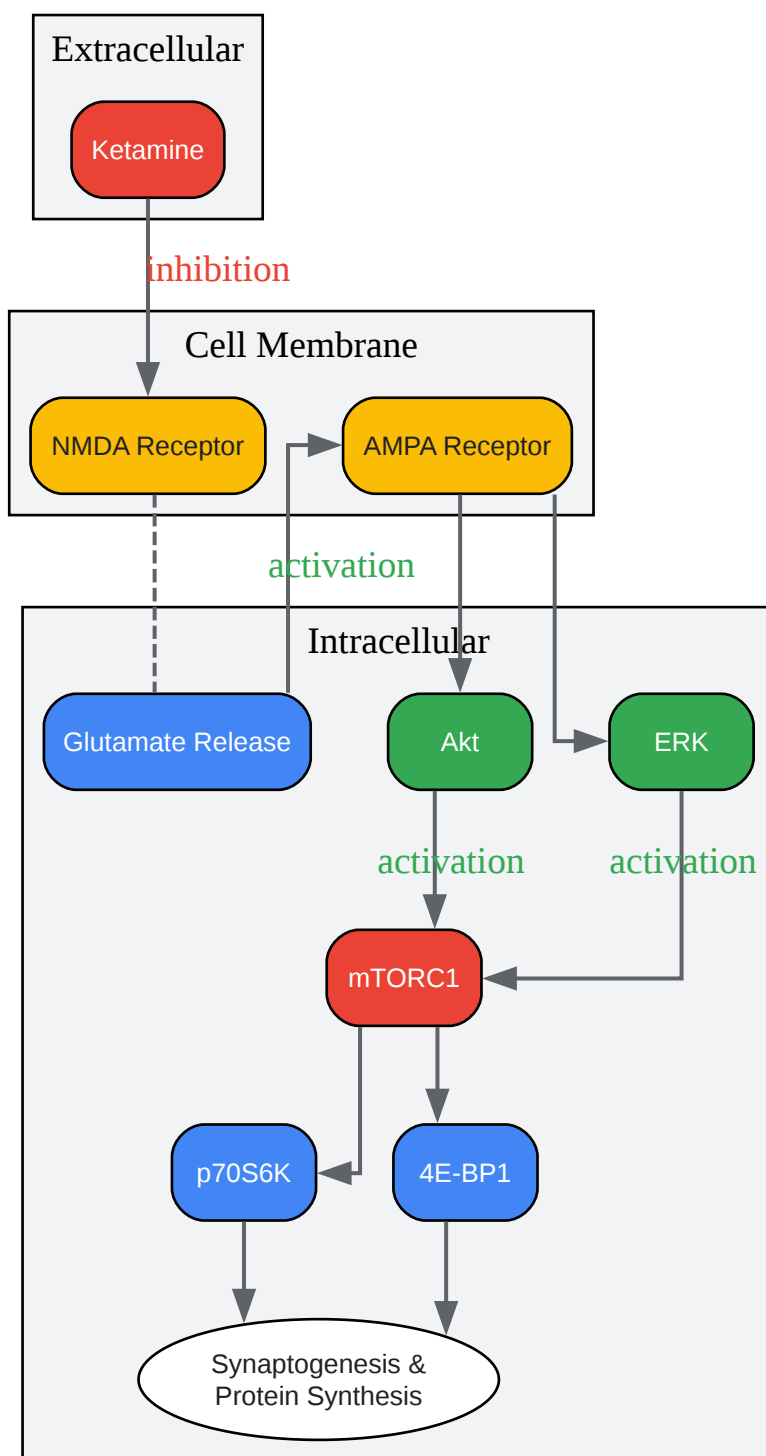 Extracellular
Ketamine
inhibition
Cell Membrane
NMDA Receptor
AMPA Receptor
activation
Intracellular
Glutamate Release
Akt
ERK
activation
activation
mTORC1
p70S6K
4E-BP1
Synaptogenesis &
Protein Synthesis